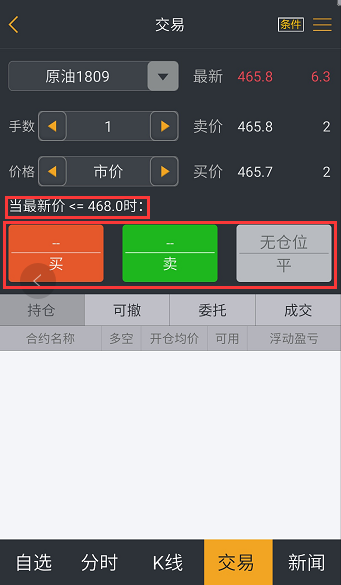 交易 条件
原油1809 最新 465.8 6.3
手数 1 卖价 465.8 2
价格 市价 买价 465.7 2
当最新价 <= 468.0时:
-- -- 无仓位
买 卖 平
持仓 可撤 委托 成交
合约名称 多空 开仓均价 可用 浮动盈亏
自选 分时 K线 交易 新闻